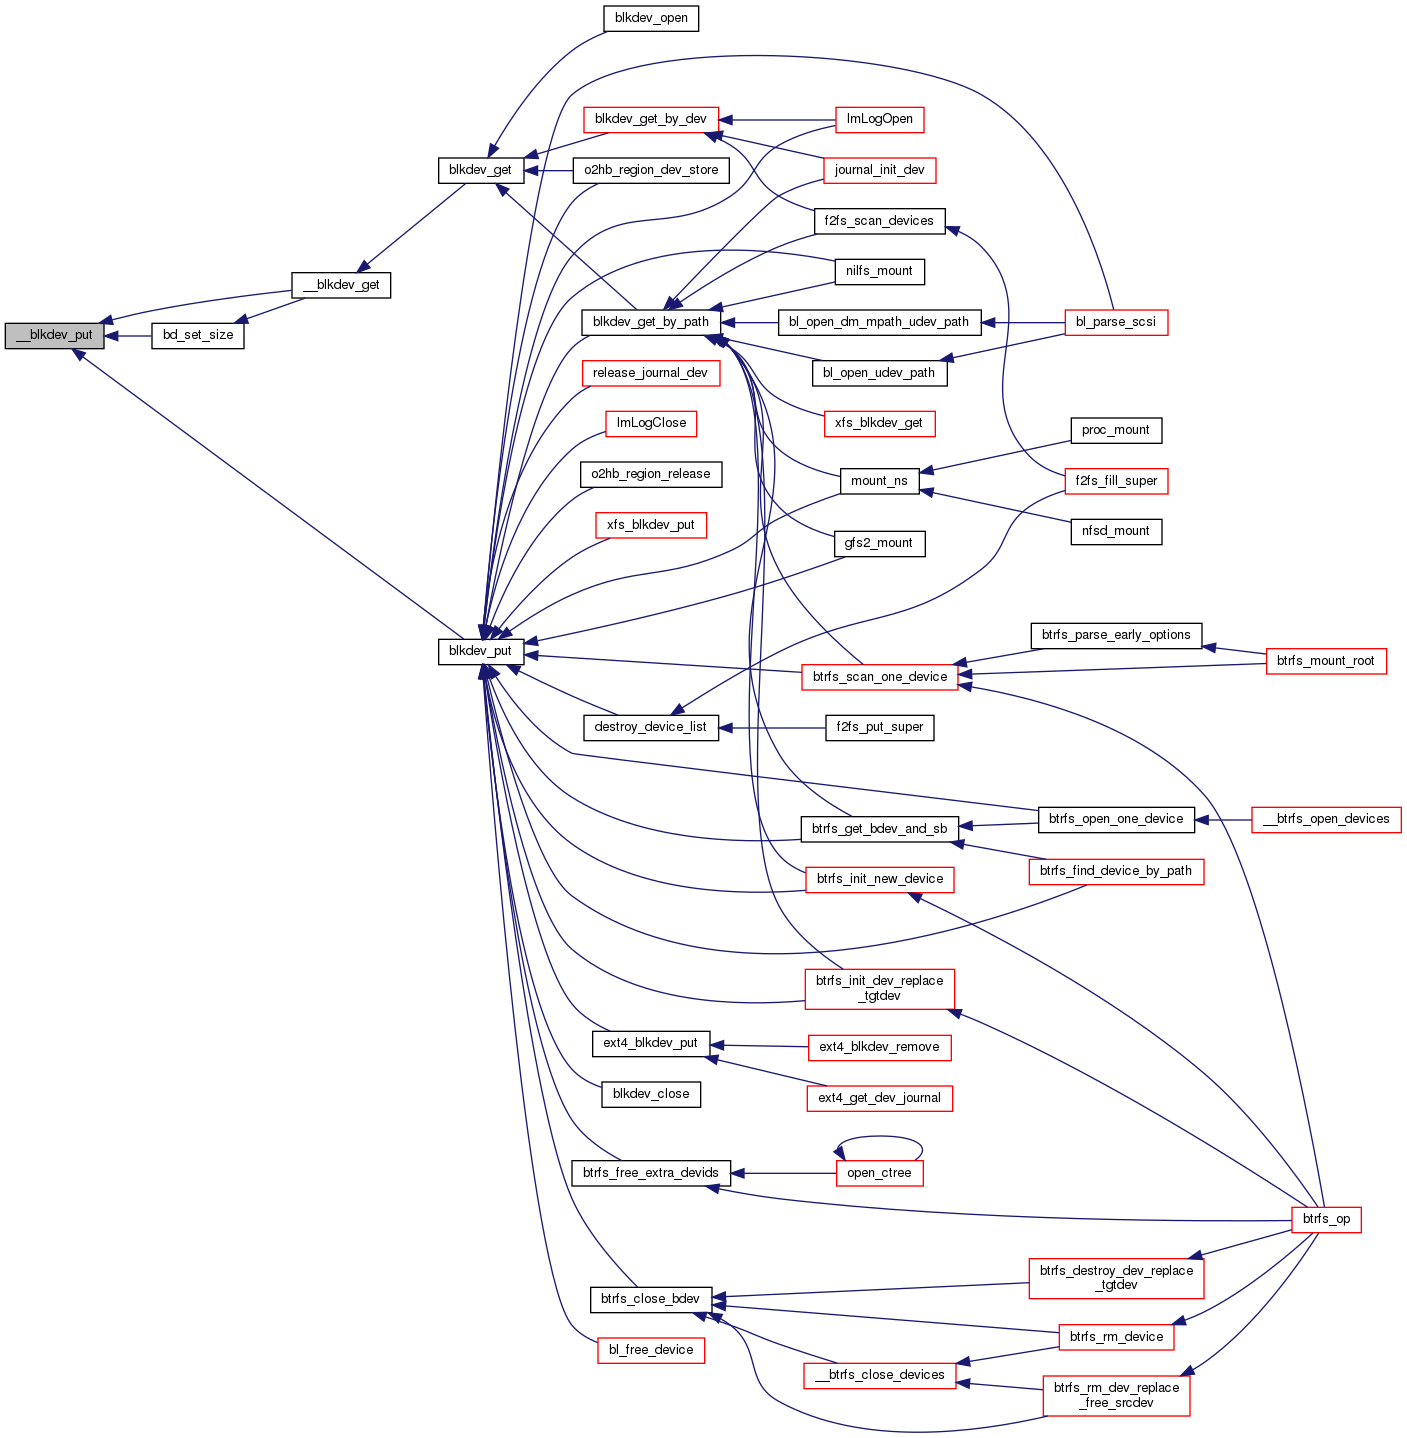 blkdev_open
blkdev_get_by_dev
lmLogOpen
blkdev_get
o2hb_region_dev_store
journal_init_dev
f2fs_scan_devices
__blkdev_get
nilfs_mount
__blkdev_put
bd_set_size
blkdev_get_by_path
bl_open_dm_mpath_udev_path
bl_parse_scsi
release_journal_dev
bl_open_udev_path
lmLogClose
xfs_blkdev_get
proc_mount
o2hb_region_release
mount_ns
f2fs_fill_super
xfs_blkdev_put
gfs2_mount
nfsd_mount
blkdev_put
btrfs_parse_early_options
btrfs_scan_one_device
btrfs_mount_root
destroy_device_list
f2fs_put_super
btrfs_get_bdev_and_sb
btrfs_open_one_device
__btrfs_open_devices
btrfs_init_new_device
btrfs_find_device_by_path
btrfs_init_dev_replace
_tgtdev
ext4_blkdev_put
ext4_blkdev_remove
blkdev_close
ext4_get_dev_journal
btrfs_free_extra_devids
open_ctree
btrfs_op
btrfs_close_bdev
btrfs_destroy_dev_replace
_tgtdev
bl_free_device
btrfs_rm_device
__btrfs_close_devices
btrfs_rm_dev_replace
_free_srcdev